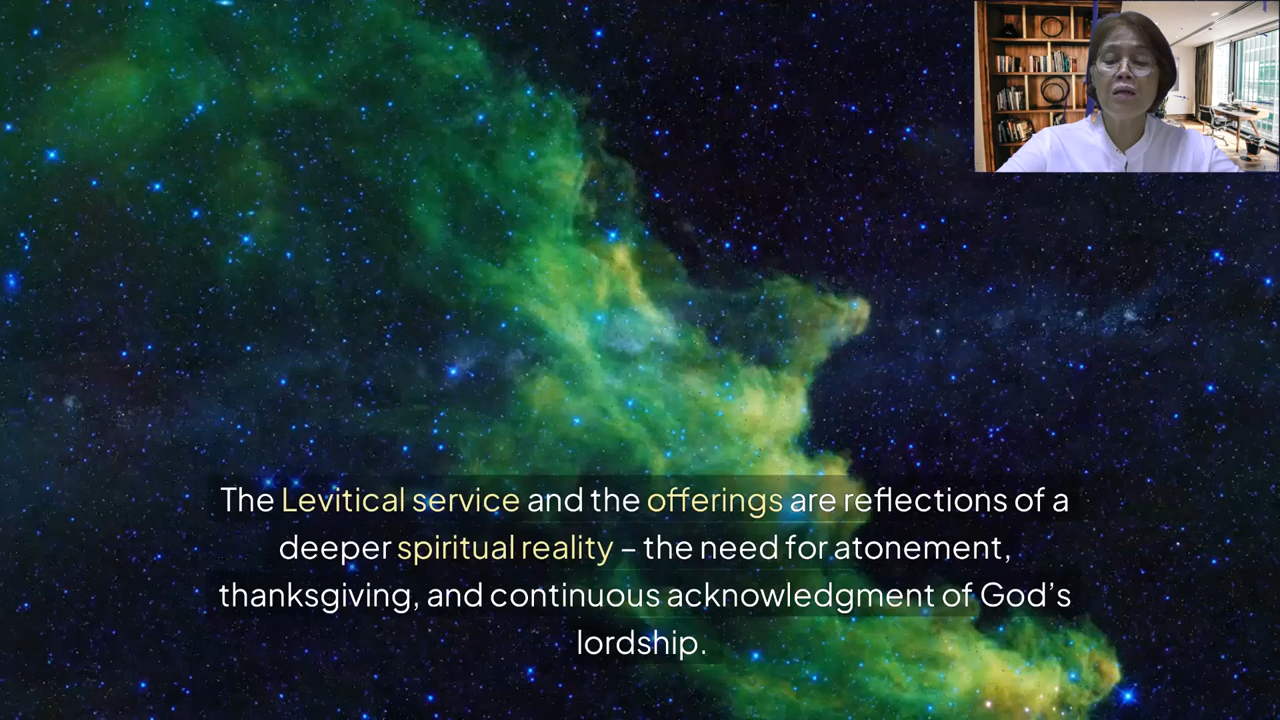 The Levitical service and the offerings are reflections of a
deeper spiritual reality – the need for atonement,
thanksgiving, and continuous acknowledgment of God’s
lordship.